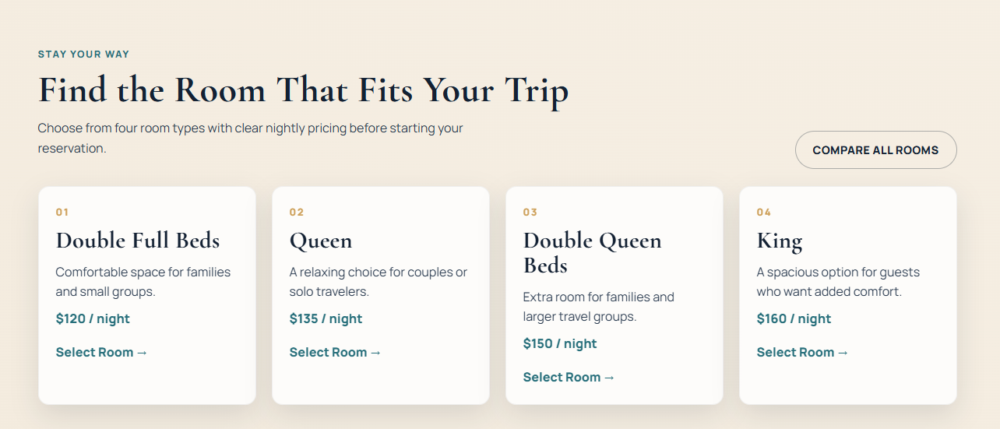 STAY YOUR WAY
Find the Room That Fits Your Trip
Choose from four room types with clear nightly pricing before starting your
reservation.
COMPARE ALL ROOMS
01
Double Full Beds
Comfortable space for families
and small groups.
$120 / night
Select Room →
02
Queen
A relaxing choice for couples or
solo travelers.
$135 / night
Select Room →
03
Double Queen
Beds
Extra room for families and
larger travel groups.
$150 / night
Select Room →
04
King
A spacious option for guests
who want added comfort.
$160 / night
Select Room →